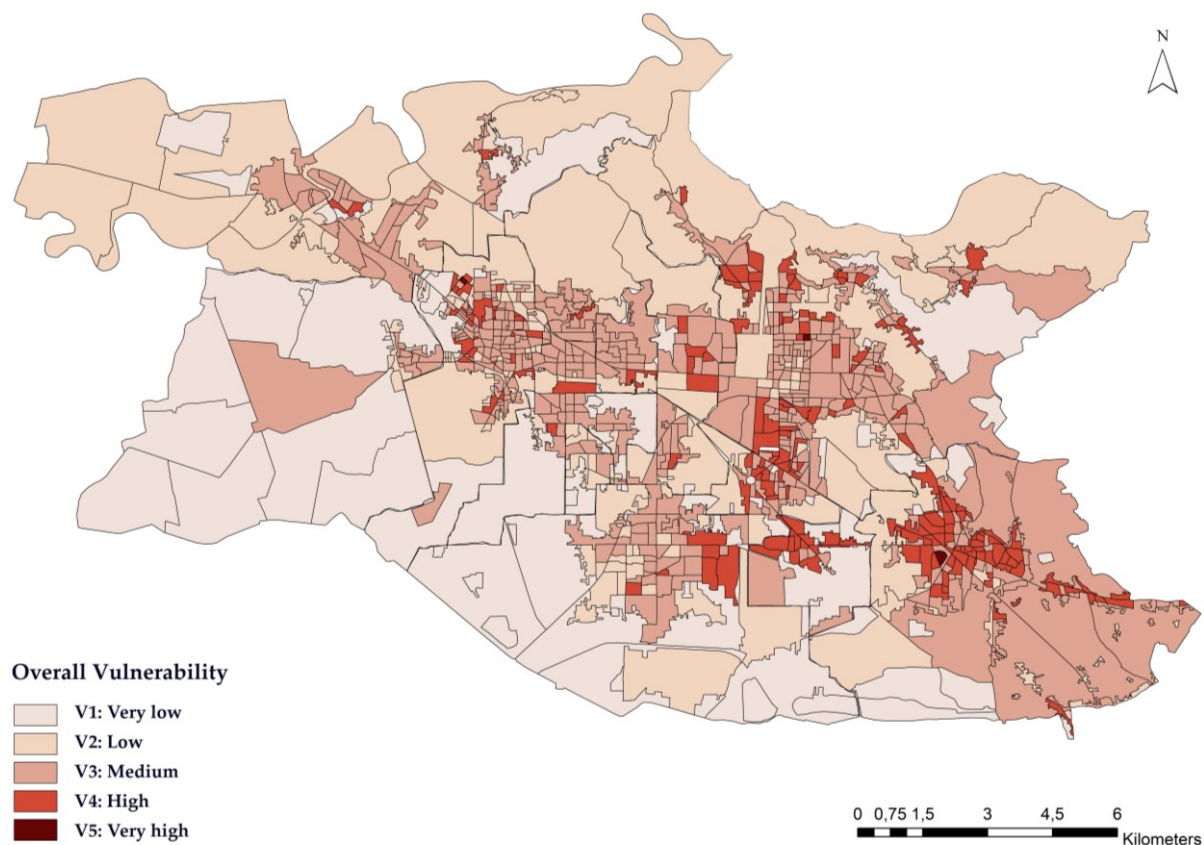 N
Overall Vulnerability
V1: Very low
V2: Low
V3: Medium
V4: High
V5: Very high
0 0,75 1,5 3 4,5 6
Kilometers